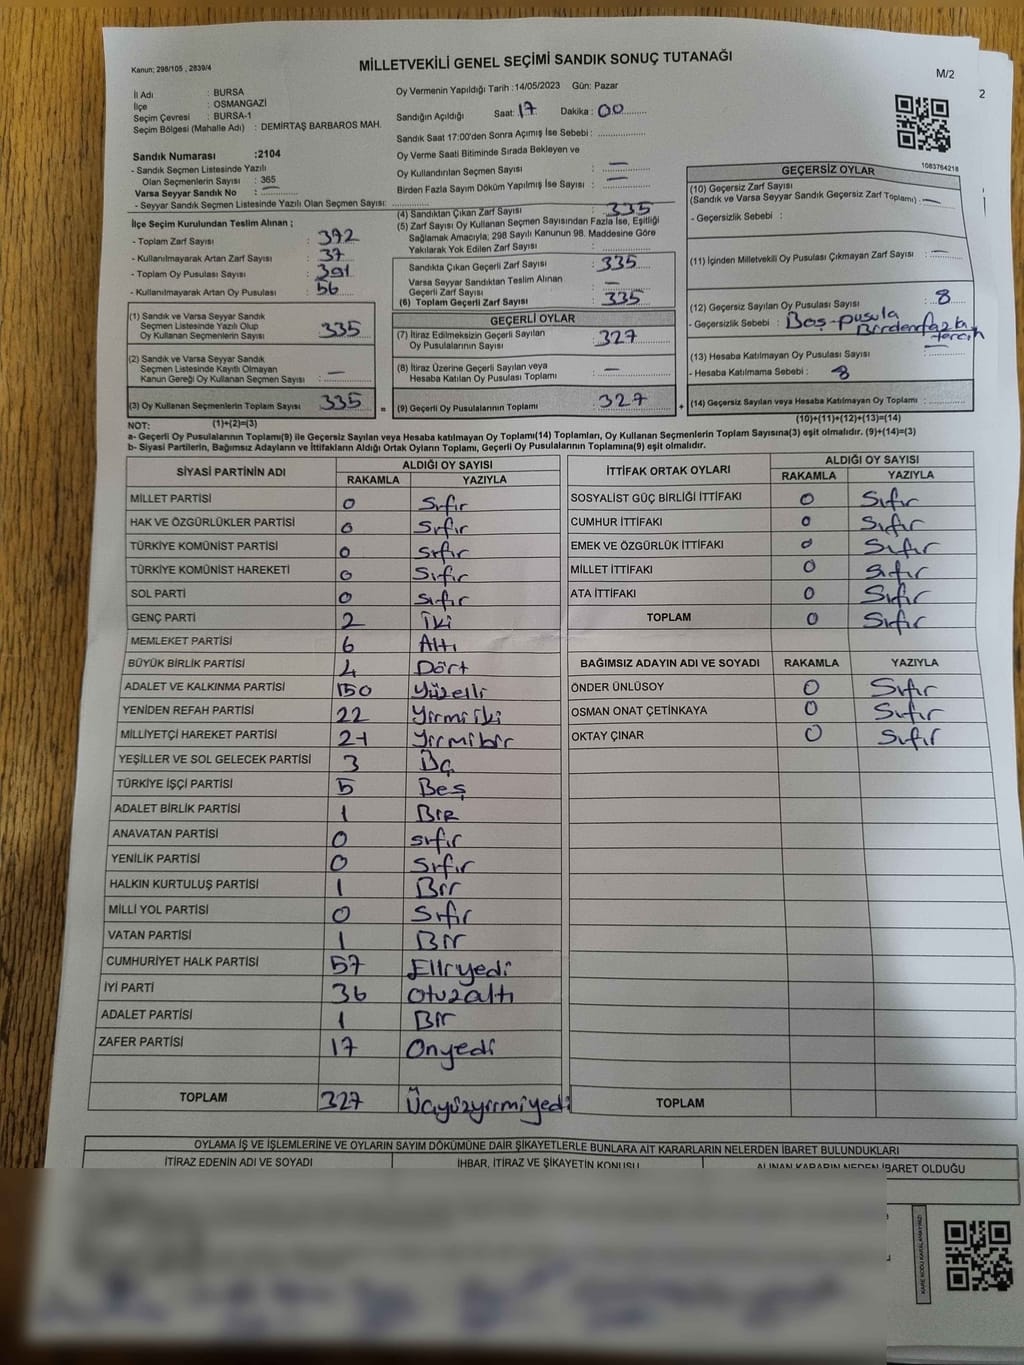 Kanun; 298/105 , 2839/4
MİLLETVEKİLİ GENEL SEÇİMİ SANDIK SONUÇ TUTANAĞI
M/2
2
İl Adı : BURSA
İlçe : OSMANGAZİ
Seçim Çevresi : BURSA-1
Seçim Bölgesi (Mahalle Adı) : DEMİRTAŞ BARBAROS MAH.
Oy Vermenin Yapıldığı Tarih :14/05/2023 Gün: Pazar
Sandığın Açıldığı Saat: 17 Dakika : 00
Sandık Saat 17:00'den Sonra Açımış İse Sebebi :
Oy Verme Saati Bitiminde Sırada Bekleyen ve
Oy Kullandırılan Seçmen Sayısı : —
Birden Fazla Sayım Döküm Yapılmış İse Sayısı : —
1083764218
Sandık Numarası :2104
- Sandık Seçmen Listesinde Yazılı
Olan Seçmenlerin Sayısı : 365
Varsa Seyyar Sandık No : —
- Seyyar Sandık Seçmen Listesinde Yazılı Olan Seçmen Sayısı:
İlçe Seçim Kurulundan Teslim Alınan ;
- Toplam Zarf Sayısı : 372
- Kullanılmayarak Artan Zarf Sayısı : 37
- Toplam Oy Pusulası Sayısı : 391
- Kullanılmayarak Artan Oy Pusulası : 56
(1) Sandık ve Varsa Seyyar Sandık
Seçmen Listesinde Yazılı Olup
Oy Kullanan Seçmenlerin Sayısı : 335
(2) Sandık ve Varsa Seyyar Sandık
Seçmen Listesinde Kayıtlı Olmayan
Kanun Gereği Oy Kullanan Seçmen Sayısı : —
(3) Oy Kullanan Seçmenlerin Toplam Sayısı : 335 =
(4) Sandıktan Çıkan Zarf Sayısı : 335
(5) Zarf Sayısı Oy Kullanan Seçmen Sayısından Fazla İse, Eşitliği
Sağlamak Amacıyla; 298 Sayılı Kanunun 98. Maddesine Göre
Yakılarak Yok Edilen Zarf Sayısı :
Sandıkta Çıkan Geçerli Zarf Sayısı : 335
Varsa Seyyar Sandıktan Teslim Alınan
Geçerli Zarf Sayısı : —
(6) Toplam Geçerli Zarf Sayısı : 335
GEÇERLİ OYLAR
(7) İtiraz Edilmeksizin Geçerli Sayılan
Oy Pusulalarının Sayısı : 327
(8) İtiraz Üzerine Geçerli Sayılan veya
Hesaba Katılan Oy Pusulası Toplamı : —
(9) Geçerli Oy Pusulalarının Toplamı : 327 +
GEÇERSİZ OYLAR
(10) Geçersiz Zarf Sayısı
(Sandık ve Varsa Seyyar Sandık Geçersiz Zarf Toplamı) : —
- Geçersizlik Sebebi :
(11) İçinden Milletvekili Oy Pusulası Çıkmayan Zarf Sayısı : —
(12) Geçersiz Sayılan Oy Pusulası Sayısı : 8
- Geçersizlik Sebebi : Boş-pusula
Birdenfazla
tercih
(13) Hesaba Katılmayan Oy Pusulası Sayısı : —
- Hesaba Katılmama Sebebi : 8
(14) Geçersiz Sayılan veya Hesaba Katılmayan Oy Toplamı :
NOT: (1)+(2)=(3)
(10)+(11)+(12)+(13)=(14)
a- Geçerli Oy Pusulalarının Toplamı(9) ile Geçersiz Sayılan veya Hesaba katılmayan Oy Toplamı(14) Toplamları, Oy Kullanan Seçmenlerin Toplam Sayısına(3) eşit olmalıdır. (9)+(14)=(3)
b- Siyasi Partilerin, Bağımsız Adayların ve İttifakların Aldığı Ortak Oyların Toplamı, Geçerli Oy Pusulalarının Toplamına(9) eşit olmalıdır.
SİYASİ PARTİNİN ADI ALDIĞI OY SAYISI
RAKAMLA YAZIYLA
MİLLET PARTİSİ 0 Sıfır
HAK VE ÖZGÜRLÜKLER PARTİSİ 0 Sıfır
TÜRKİYE KOMÜNİST PARTİSİ 0 Sıfır
TÜRKİYE KOMÜNİST HAREKETİ 0 Sıfır
SOL PARTİ 0 Sıfır
GENÇ PARTİ 2 İki
MEMLEKET PARTİSİ 6 Altı
BÜYÜK BİRLİK PARTİSİ 4 Dört
ADALET VE KALKINMA PARTİSİ 150 Yüzelli
YENİDEN REFAH PARTİSİ 22 Yirmi iki
MİLLİYETÇİ HAREKET PARTİSİ 21 Yirmibir
YEŞİLLER VE SOL GELECEK PARTİSİ 3 Üç
TÜRKİYE İŞÇİ PARTİSİ 5 Beş
ADALET BİRLİK PARTİSİ 1 Bir
ANAVATAN PARTİSİ 0 Sıfır
YENİLİK PARTİSİ 0 Sıfır
HALKIN KURTULUŞ PARTİSİ 1 Bir
MİLLİ YOL PARTİSİ 0 Sıfır
VATAN PARTİSİ 1 Bir
CUMHURİYET HALK PARTİSİ 57 Elliyedi
İYİ PARTİ 36 Otuzaltı
ADALET PARTİSİ 1 Bir
ZAFER PARTİSİ 17 Onyedi
TOPLAM 327 Üçyüzyirmiyedi
İTTİFAK ORTAK OYLARI ALDIĞI OY SAYISI
RAKAMLA YAZIYLA
SOSYALİST GÜÇ BİRLİĞİ İTTİFAKI 0 Sıfır
CUMHUR İTTİFAKI 0 Sıfır
EMEK VE ÖZGÜRLÜK İTTİFAKI 0 Sıfır
MİLLET İTTİFAKI 0 Sıfır
ATA İTTİFAKI 0 Sıfır
TOPLAM 0 Sıfır
BAĞIMSIZ ADAYIN ADI VE SOYADI RAKAMLA YAZIYLA
ÖNDER ÜNLÜSOY 0 Sıfır
OSMAN ONAT ÇETİNKAYA 0 Sıfır
OKTAY ÇINAR 0 Sıfır
TOPLAM
OYLAMA İŞ VE İŞLEMLERİNE VE OYLARIN SAYIM DÖKÜMÜNE DAİR ŞİKAYETLERLE BUNLARA AİT KARARLARIN NELERDEN İBARET BULUNDUKLARI
İTİRAZ EDENİN ADI VE SOYADI İHBAR, İTİRAZ VE ŞİKAYETİN KONUSU ALINAN KARARIN NEDEN İBARET OLDUĞU